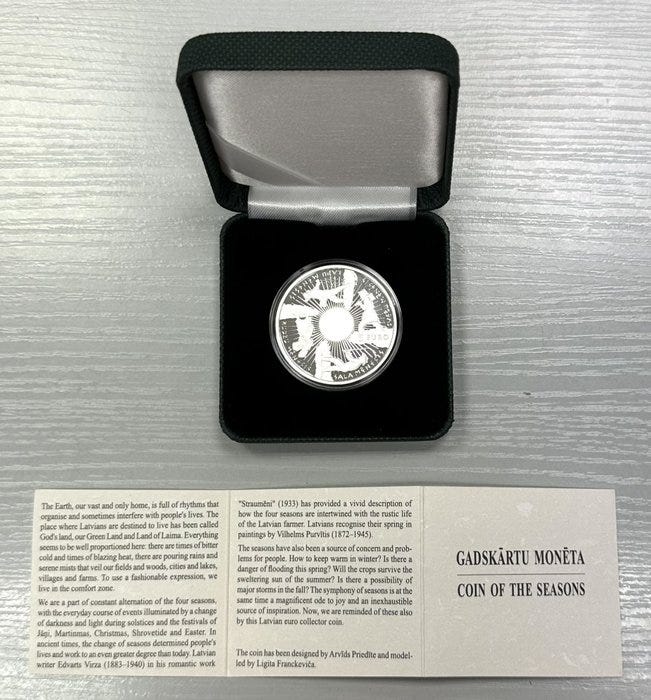 EURO
SALA MĒNESS
The Earth, our vast and only home, is full of rhythms that
organise and sometimes interfere with people's lives. The
place where Latvians are destined to live has been called
God's land, our Green Land and Land of Laima. Everything
seems to be well proportioned here: there are times of bitter
cold and times of blazing heat, there are pouring rains and
serene mists that veil our fields and woods, cities and lakes,
villages and farms. To use a fashionable expression, we
live in the comfort zone.
We are a part of constant alternation of the four seasons,
with the everyday course of events illuminated by a change
of darkness and light during solstices and the festivals of
Jāņi, Martinmas, Christmas, Shrovetide and Easter. In
ancient times, the change of seasons determined people's
lives and work to an even greater degree than today. Latvian
writer Edvarts Virza (1883–1940) in his romantic work
"Straumēni" (1933) has provided a vivid description of
how the four seasons are intertwined with the rustic life
of the Latvian farmer. Latvians recognise their spring in
paintings by Vilhelms Purvītis (1872–1945).
The seasons have also been a source of concern and prob-
lems for people. How to keep warm in winter? Is there a
danger of flooding this spring? Will the crops survive the
sweltering sun of the summer? Is there a possibility of
major storms in the fall? The symphony of seasons is at the
same time a magnificent ode to joy and an inexhaustible
source of inspiration. Now, we are reminded of these also
by this Latvian euro collector coin.
The coin has been designed by Arvīds Priedīte and model-
led by Ligita Franckeviča.
GADSKĀRTU MONĒTA
COIN OF THE SEASONS